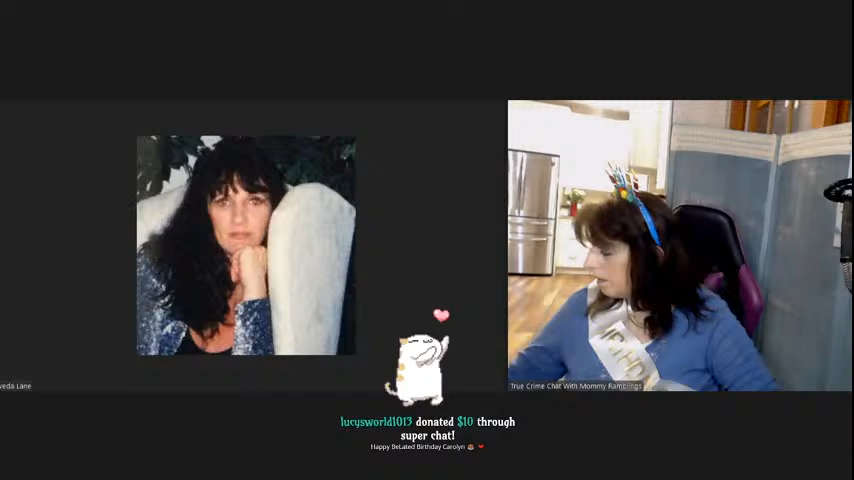 veda Lane
True Crime Chat With Mommy Ramblings
lucysworld1013 donated $10 through
super chat!
Happy BeLated Birthday Carolyn